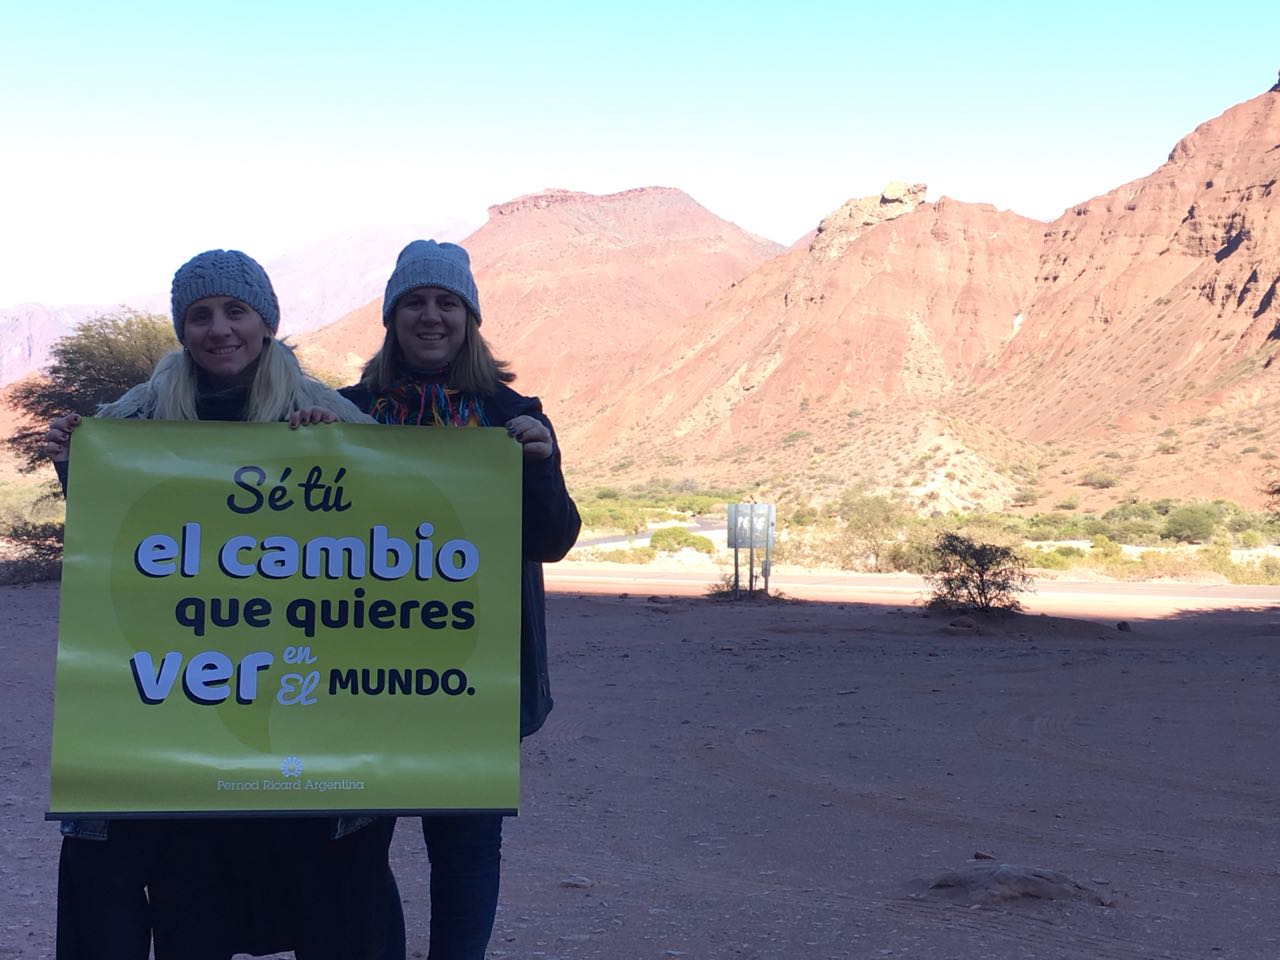 Sé tú
el cambio
que quieres
ver en El MUNDO.
Pernod Ricard Argentina